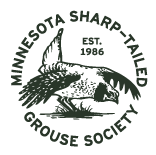 MINNESOTA SHARP-TAILED
EST.
1986
GROUSE SOCIETY